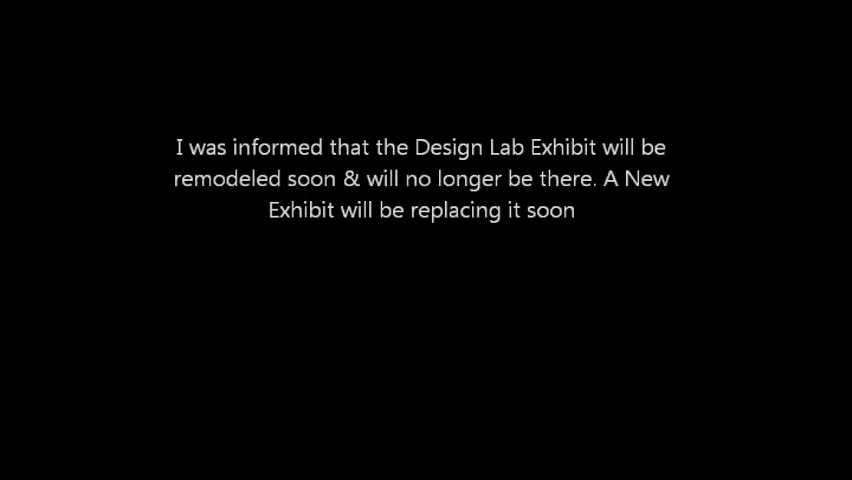 I was informed that the Design Lab Exhibit will be
remodeled soon & will no longer be there. A New
Exhibit will be replacing it soon